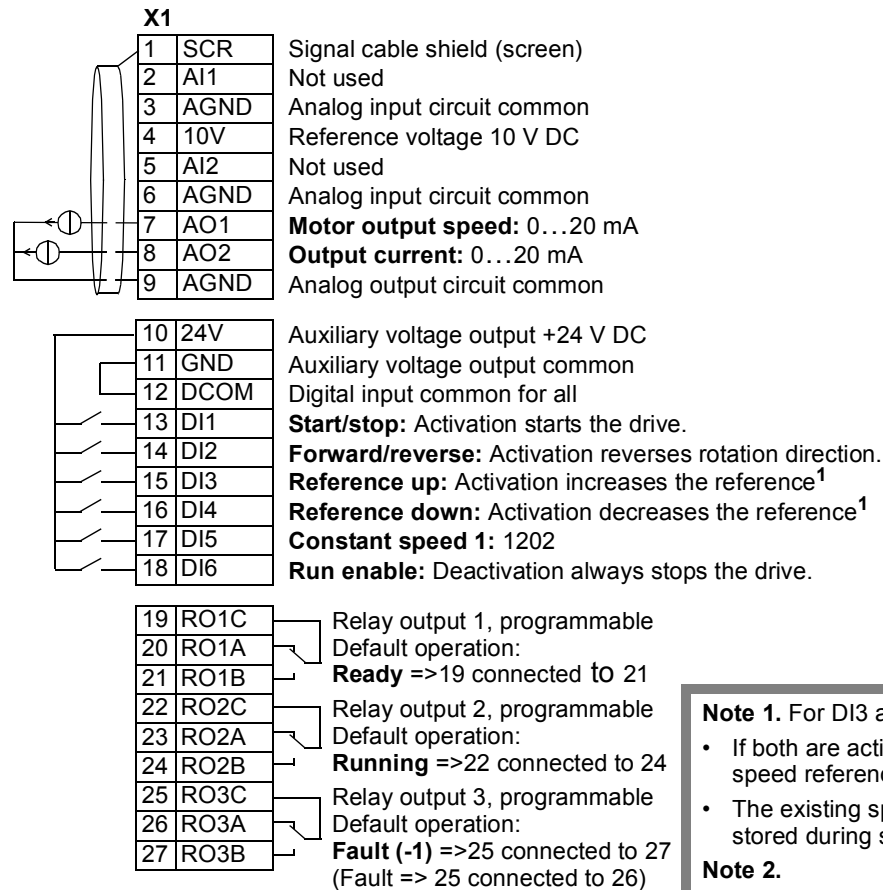 X1
1 SCR Signal cable shield (screen)
2 AI1 Not used
3 AGND Analog input circuit common
4 10V Reference voltage 10 V DC
5 AI2 Not used
6 AGND Analog input circuit common
7 AO1 Motor output speed: 0…20 mA
8 AO2 Output current: 0…20 mA
9 AGND Analog output circuit common
10 24V Auxiliary voltage output +24 V DC
11 GND Auxiliary voltage output common
12 DCOM Digital input common for all
13 DI1 Start/stop: Activation starts the drive.
14 DI2 Forward/reverse: Activation reverses rotation direction.
15 DI3 Reference up: Activation increases the reference1
16 DI4 Reference down: Activation decreases the reference1
17 DI5 Constant speed 1: 1202
18 DI6 Run enable: Deactivation always stops the drive.
19 RO1C Relay output 1, programmable
20 RO1A Default operation:
21 RO1B Ready =>19 connected to 21
22 RO2C Relay output 2, programmable
23 RO2A Default operation:
24 RO2B Running =>22 connected to 24
25 RO3C Relay output 3, programmable
26 RO3A Default operation:
27 RO3B Fault (-1) =>25 connected to 27
(Fault => 25 connected to 26)
Note 1. For DI3 a
• If both are acti
speed referenc
• The existing sp
stored during s
Note 2.